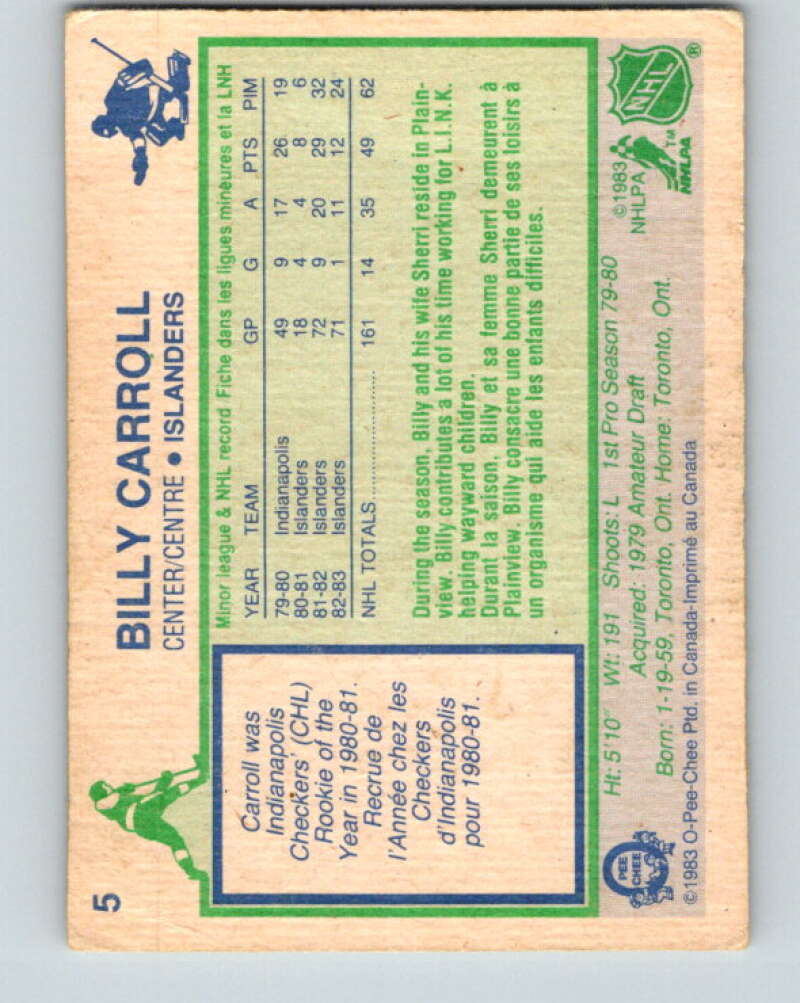 5
BILLY CARROLL
CENTER/CENTRE • ISLANDERS
Carroll was
Indianapolis
Checkers' (CHL)
Rookie of the
Year in 1980-81.
Recrue de
l'Année chez les
Checkers
d'Indianapolis
pour 1980-81.
Minor league & NHL record Fiche dans les ligues mineures et la LNH
YEAR TEAM GP G A PTS PIM
79-80 Indianapolis 49 9 17 26 19
80-81 Islanders 18 4 4 8 6
81-82 Islanders 72 9 20 29 32
82-83 Islanders 71 1 11 12 24
NHL TOTALS.................... 161 14 35 49 62
During the season, Billy and his wife Sherri reside in Plain-
view. Billy contributes a lot of his time working for L.I.N.K.
helping wayward children.
Durant la saison, Billy et sa femme Sherri demeurent à
Plainview. Billy consacre une bonne partie de ses loisirs à
un organisme qui aide les enfants difficiles.
Ht: 5'10" Wt: 191 Shoots: L 1st Pro Season 79-80
Acquired: 1979 Amateur Draft
Born: 1-19-59, Toronto, Ont. Home: Toronto, Ont.
©1983 O-Pee-Chee Ptd. in Canada-Imprimé au Canada
O
PEE
CHEE
©1983
NHLPA
TM
NHLPA
NHL
®